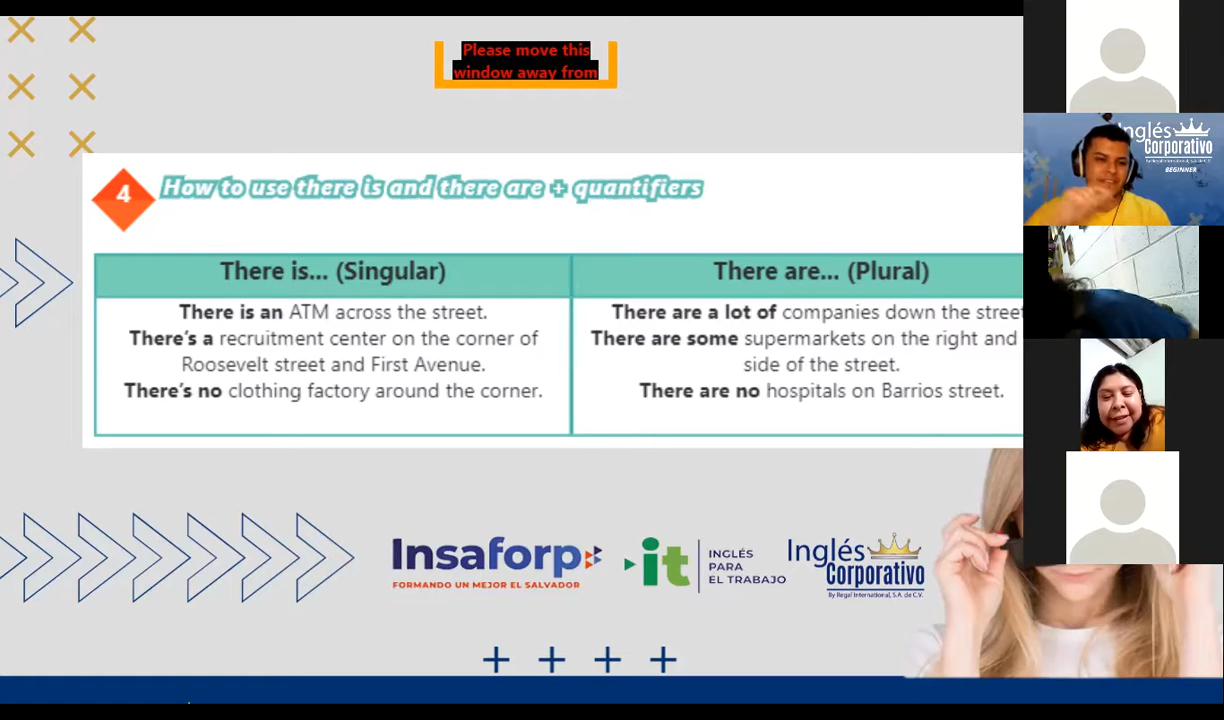 Please move this
window away from
Inglés
Corporativo
By Regal International, S.A. de C.V.
BEGINNER
4
How to use there is and there are + quantifiers
There is... (Singular)
There are... (Plural)
There is an ATM across the street.
There's a recruitment center on the corner of
Roosevelt street and First Avenue.
There's no clothing factory around the corner.
There are a lot of companies down the street
There are some supermarkets on the right and
side of the street.
There are no hospitals on Barrios street.
Insaforp
FORMANDO UN MEJOR EL SALVADOR
it
INGLÉS
PARA
EL TRABAJO
Inglés
Corporativo
By Regal International, S.A. de C.V.